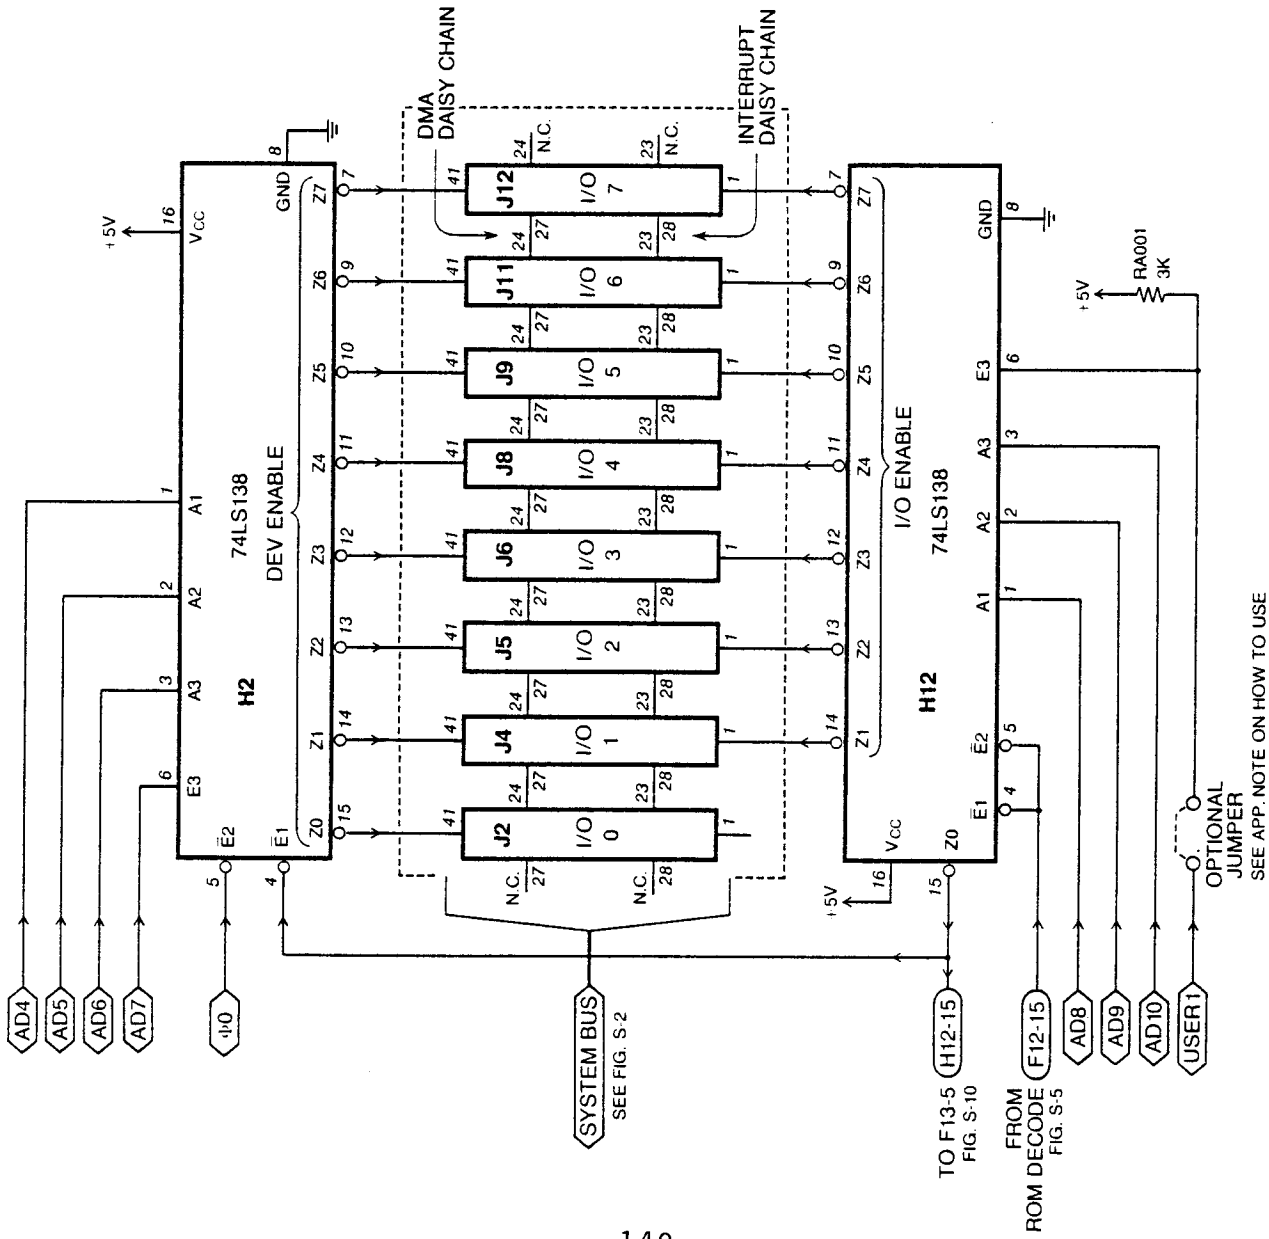 AD4
AD5
AD6
AD7
Φ0
+5V
16
VCC
8
GND
1
A1
2
A2
3
A3
6
E3
5
E̅2
4
E̅1
74LS138
H2
DEV ENABLE
Z0
Z1
Z2
Z3
Z4
Z5
Z6
Z7
15
14
13
12
11
10
9
7
DMA
DAISY CHAIN
INTERRUPT
DAISY CHAIN
SYSTEM BUS
SEE FIG. S-2
41
41
41
41
41
41
41
41
J2
I/O
0
J4
I/O
1
J5
I/O
2
J6
I/O
3
J8
I/O
4
J9
I/O
5
J11
I/O
6
J12
I/O
7
N.C.
27
24
27
24
27
24
27
24
27
24
27
24
27
24
27
24
N.C.
N.C.
28
23
28
23
28
23
28
23
28
23
28
23
28
23
28
23
N.C.
1
1
1
1
1
1
1
1
14
13
12
11
10
9
7
Z1
Z2
Z3
Z4
Z5
Z6
Z7
I/O ENABLE
74LS138
H12
+5V
16
VCC
15
Z0
E̅1
4
E̅2
5
A1
1
A2
2
A3
3
E3
6
GND
8
+5V
RA001
3K
TO F13-5
FIG. S-10
H12-15
FROM
ROM DECODE
FIG. S-5
F12-15
AD8
AD9
AD10
USER1
OPTIONAL
JUMPER
SEE APP. NOTE ON HOW TO USE